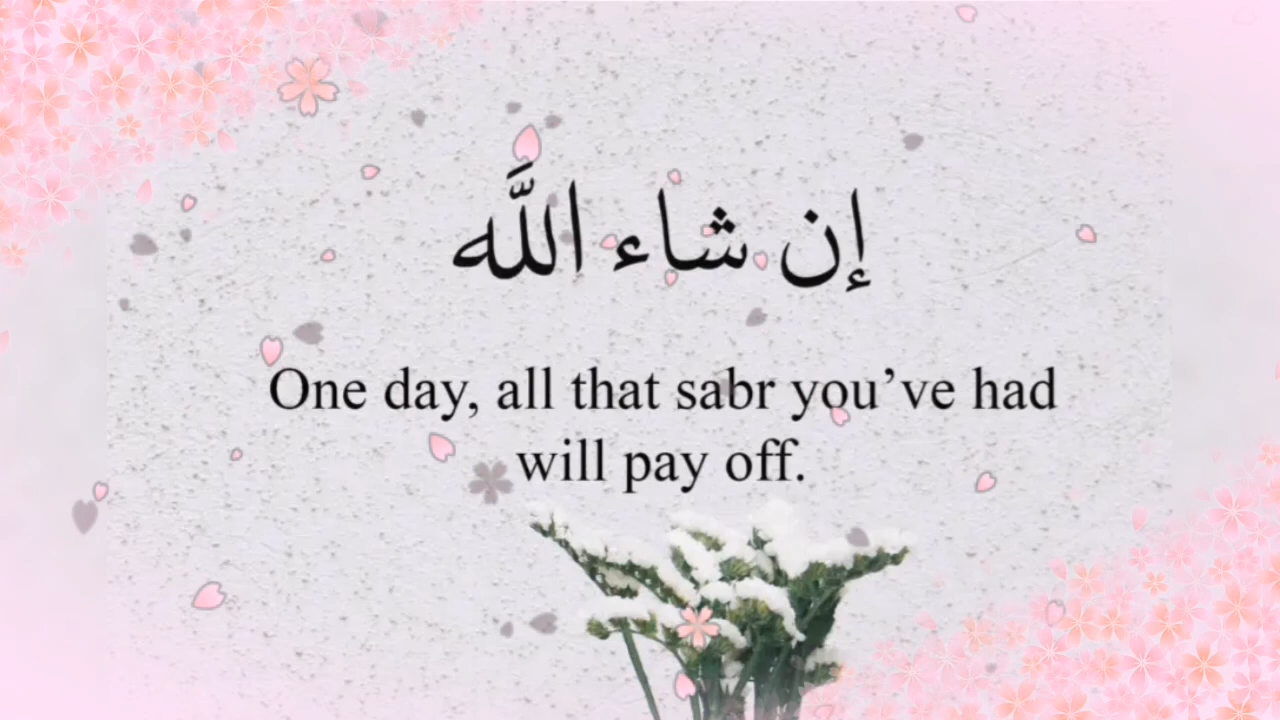 إن شاء اللَّه
One day, all that sabr you’ve had
will pay off.